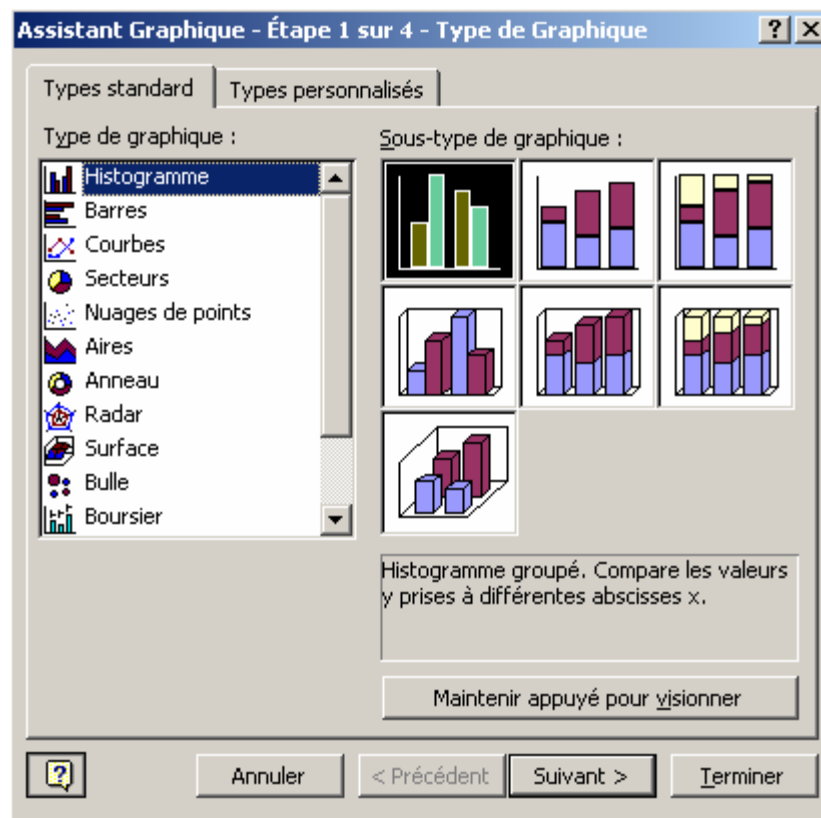 Assistant Graphique - Étape 1 sur 4 - Type de Graphique
Types standard
Types personnalisés
Type de graphique :
Histogramme
Barres
Courbes
Secteurs
Nuages de points
Aires
Anneau
Radar
Surface
Bulle
Boursier
Sous-type de graphique :
Histogramme groupé. Compare les valeurs
y prises à différentes abscisses x.
Maintenir appuyé pour visionner
Annuler
< Précédent
Suivant >
Terminer